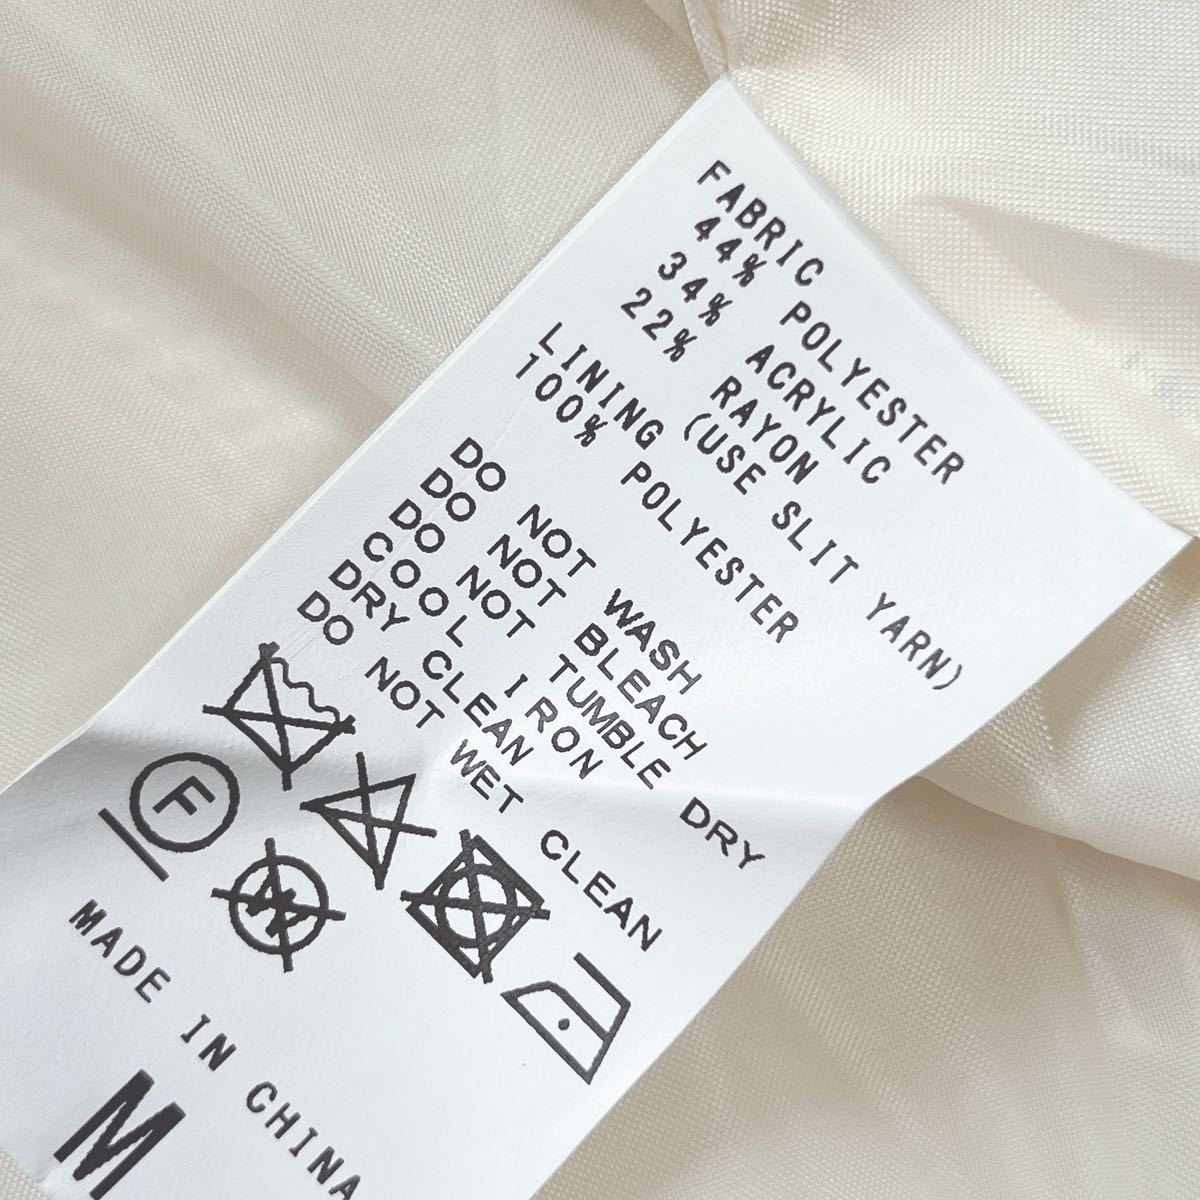 FABRIC
44% POLYESTER
34% ACRYLIC
22% RAYON
(USE SLIT YARN)
LINING
100% POLYESTER
DO NOT WASH
DO NOT BLEACH
DO NOT TUMBLE DRY
COOL IRON
DRY CLEAN
DO NOT WET CLEAN
F
W
MADE IN CHINA
M